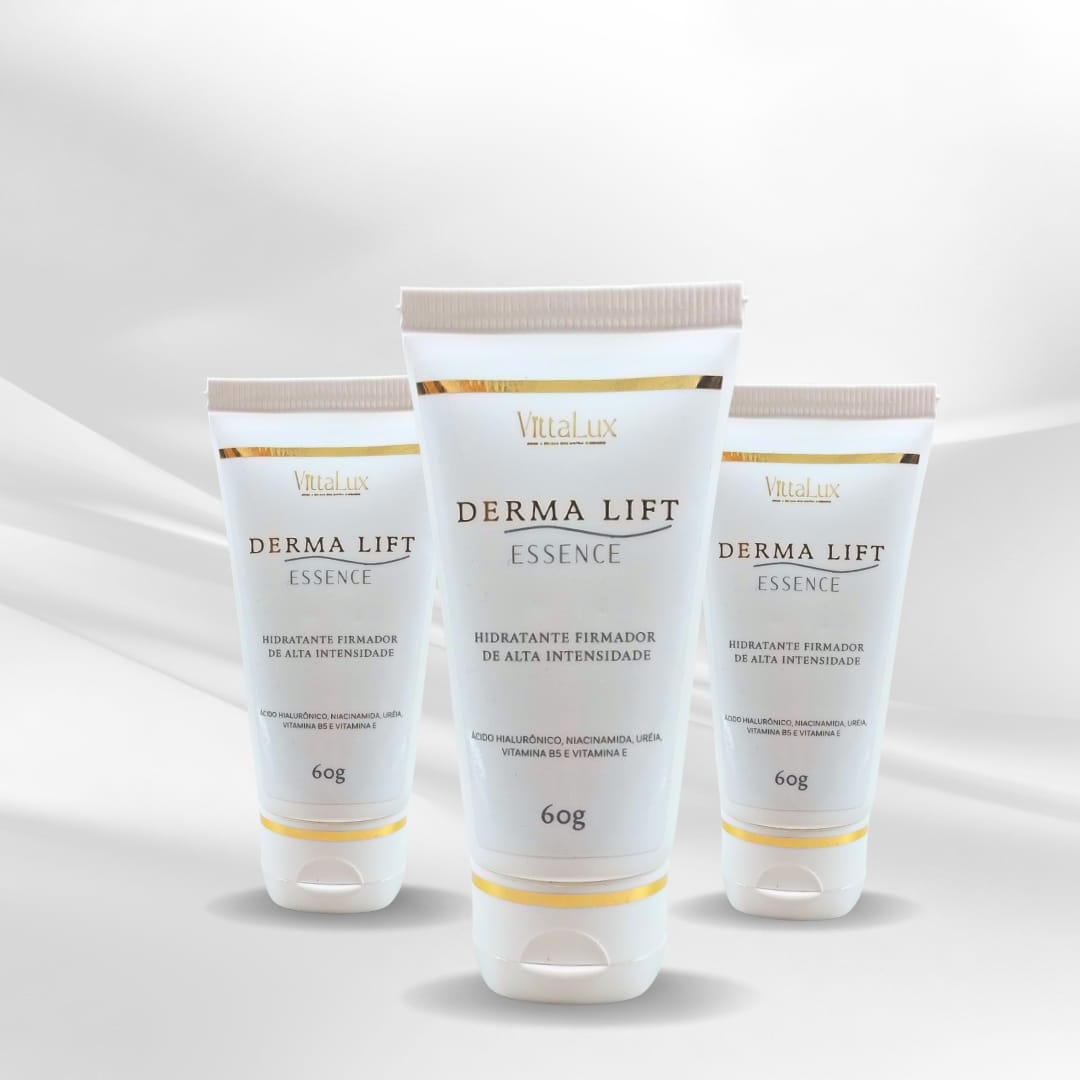 VittaLux
DERMA LIFT
ESSENCE
HIDRATANTE FIRMADOR
DE ALTA INTENSIDADE
ÁCIDO HIALURÔNICO, NIACINAMIDA, URÉIA,
VITAMINA B5 E VITAMINA E
60g
VittaLux
DERMA LIFT
ESSENCE
HIDRATANTE FIRMADOR
DE ALTA INTENSIDADE
ÁCIDO HIALURÔNICO, NIACINAMIDA, URÉIA,
VITAMINA B5 E VITAMINA E
60g
VittaLux
DERMA LIFT
ESSENCE
HIDRATANTE FIRMADOR
DE ALTA INTENSIDADE
ÁCIDO HIALURÔNICO, NIACINAMIDA, URÉIA,
VITAMINA B5 E VITAMINA E
60g